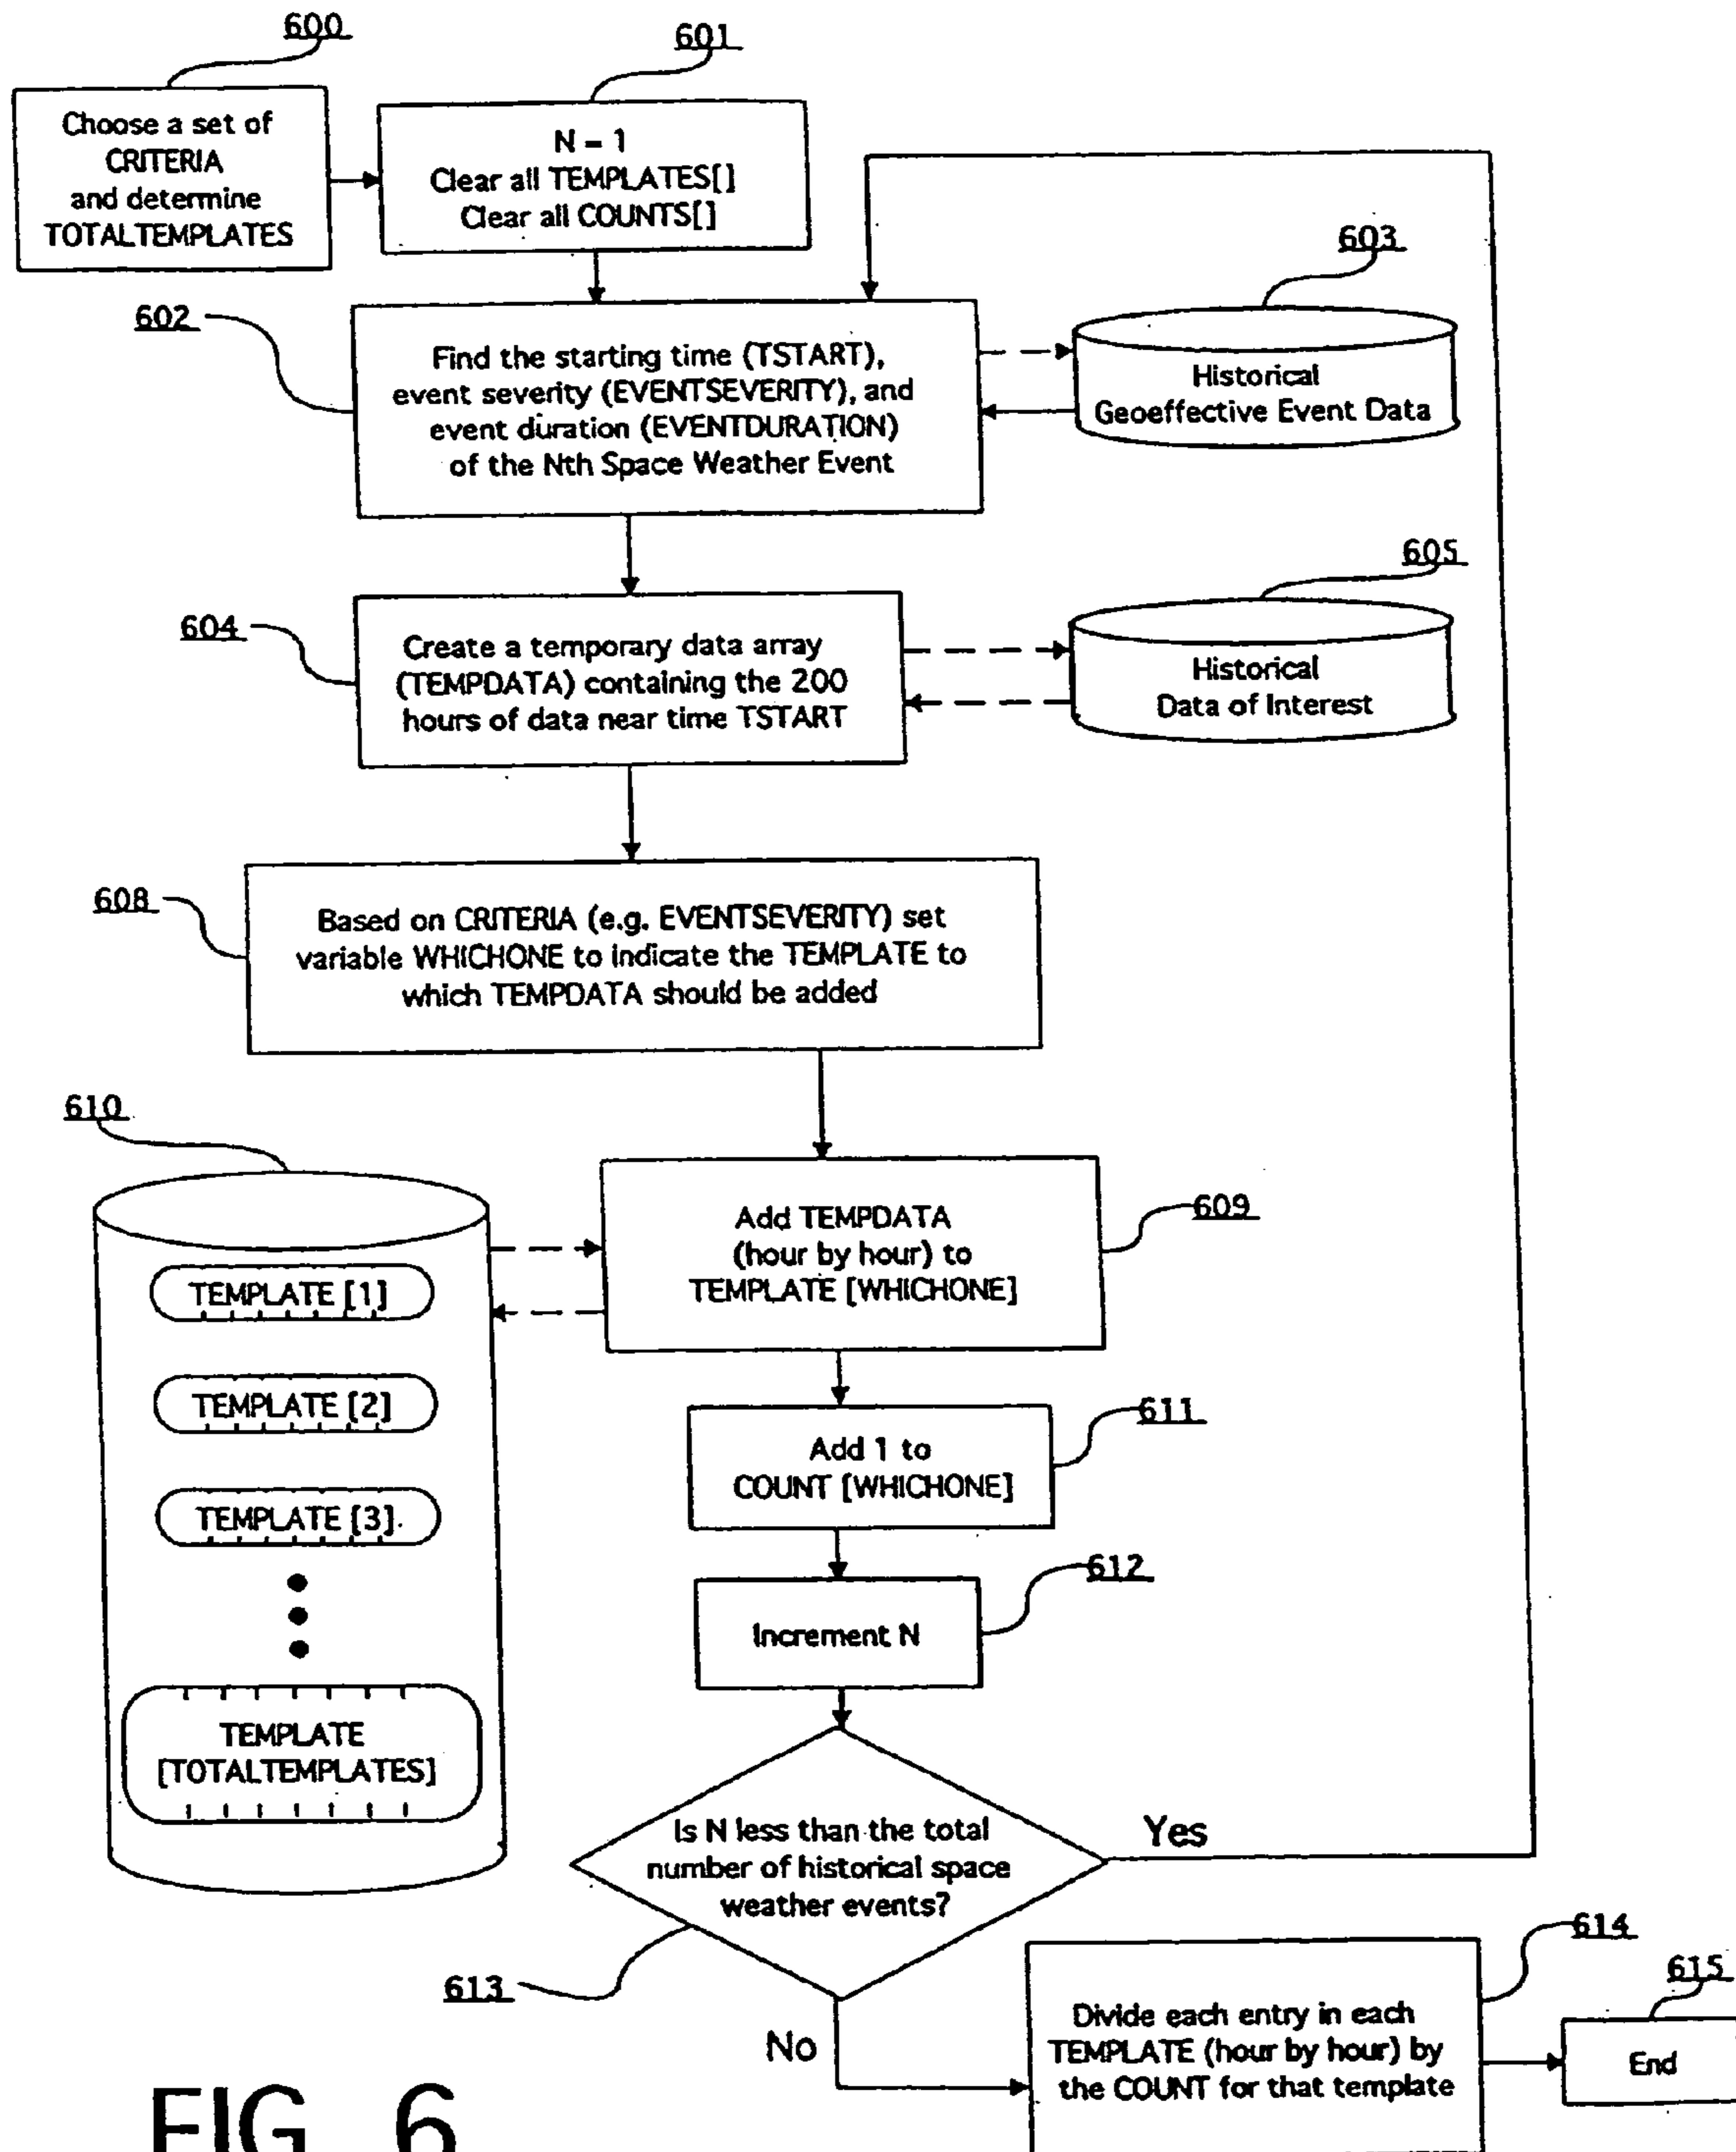 600
Choose a set of
CRITERIA
and determine
TOTALTEMPLATES
601
N = 1
Clear all TEMPLATES[]
Clear all COUNTS[]
602
Find the starting time (TSTART),
event severity (EVENTSEVERITY), and
event duration (EVENTDURATION)
of the Nth Space Weather Event
603
Historical
Geoeffective Event Data
604
Create a temporary data array
(TEMPDATA) containing the 200
hours of data near time TSTART
605
Historical
Data of Interest
608
Based on CRITERIA (e.g. EVENTSEVERITY) set
variable WHICHONE to indicate the TEMPLATE to
which TEMPDATA should be added
610
TEMPLATE [1]
TEMPLATE [2]
TEMPLATE [3]
TEMPLATE
[TOTALTEMPLATES]
609
Add TEMPDATA
(hour by hour) to
TEMPLATE [WHICHONE]
611
Add 1 to
COUNT [WHICHONE]
612
Increment N
Is N less than the total
number of historical space
weather events?
Yes
613
No
614
Divide each entry in each
TEMPLATE (hour by hour) by
the COUNT for that template
615
End
FIG. 6